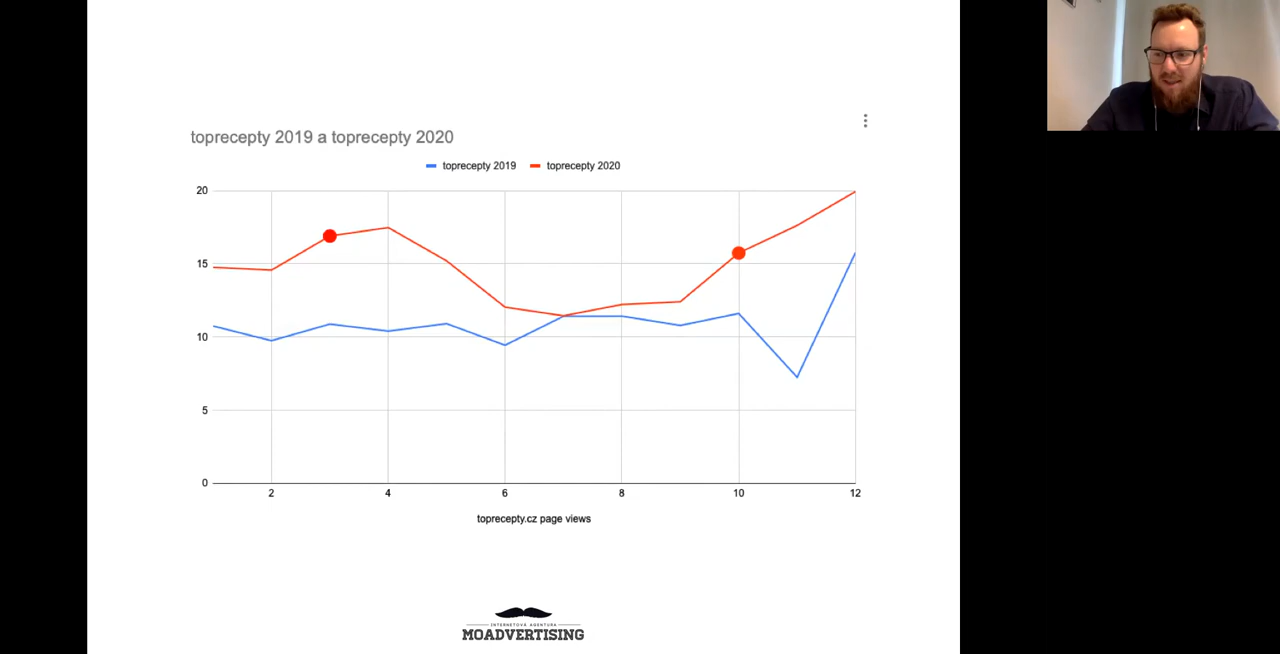 toprecepty 2019 a toprecepty 2020
toprecepty 2019 toprecepty 2020
20
15
10
5
0
2 4 6 8 10 12
toprecepty.cz page views
INTERNETOVÁ AGENTURA
MOADVERTISING